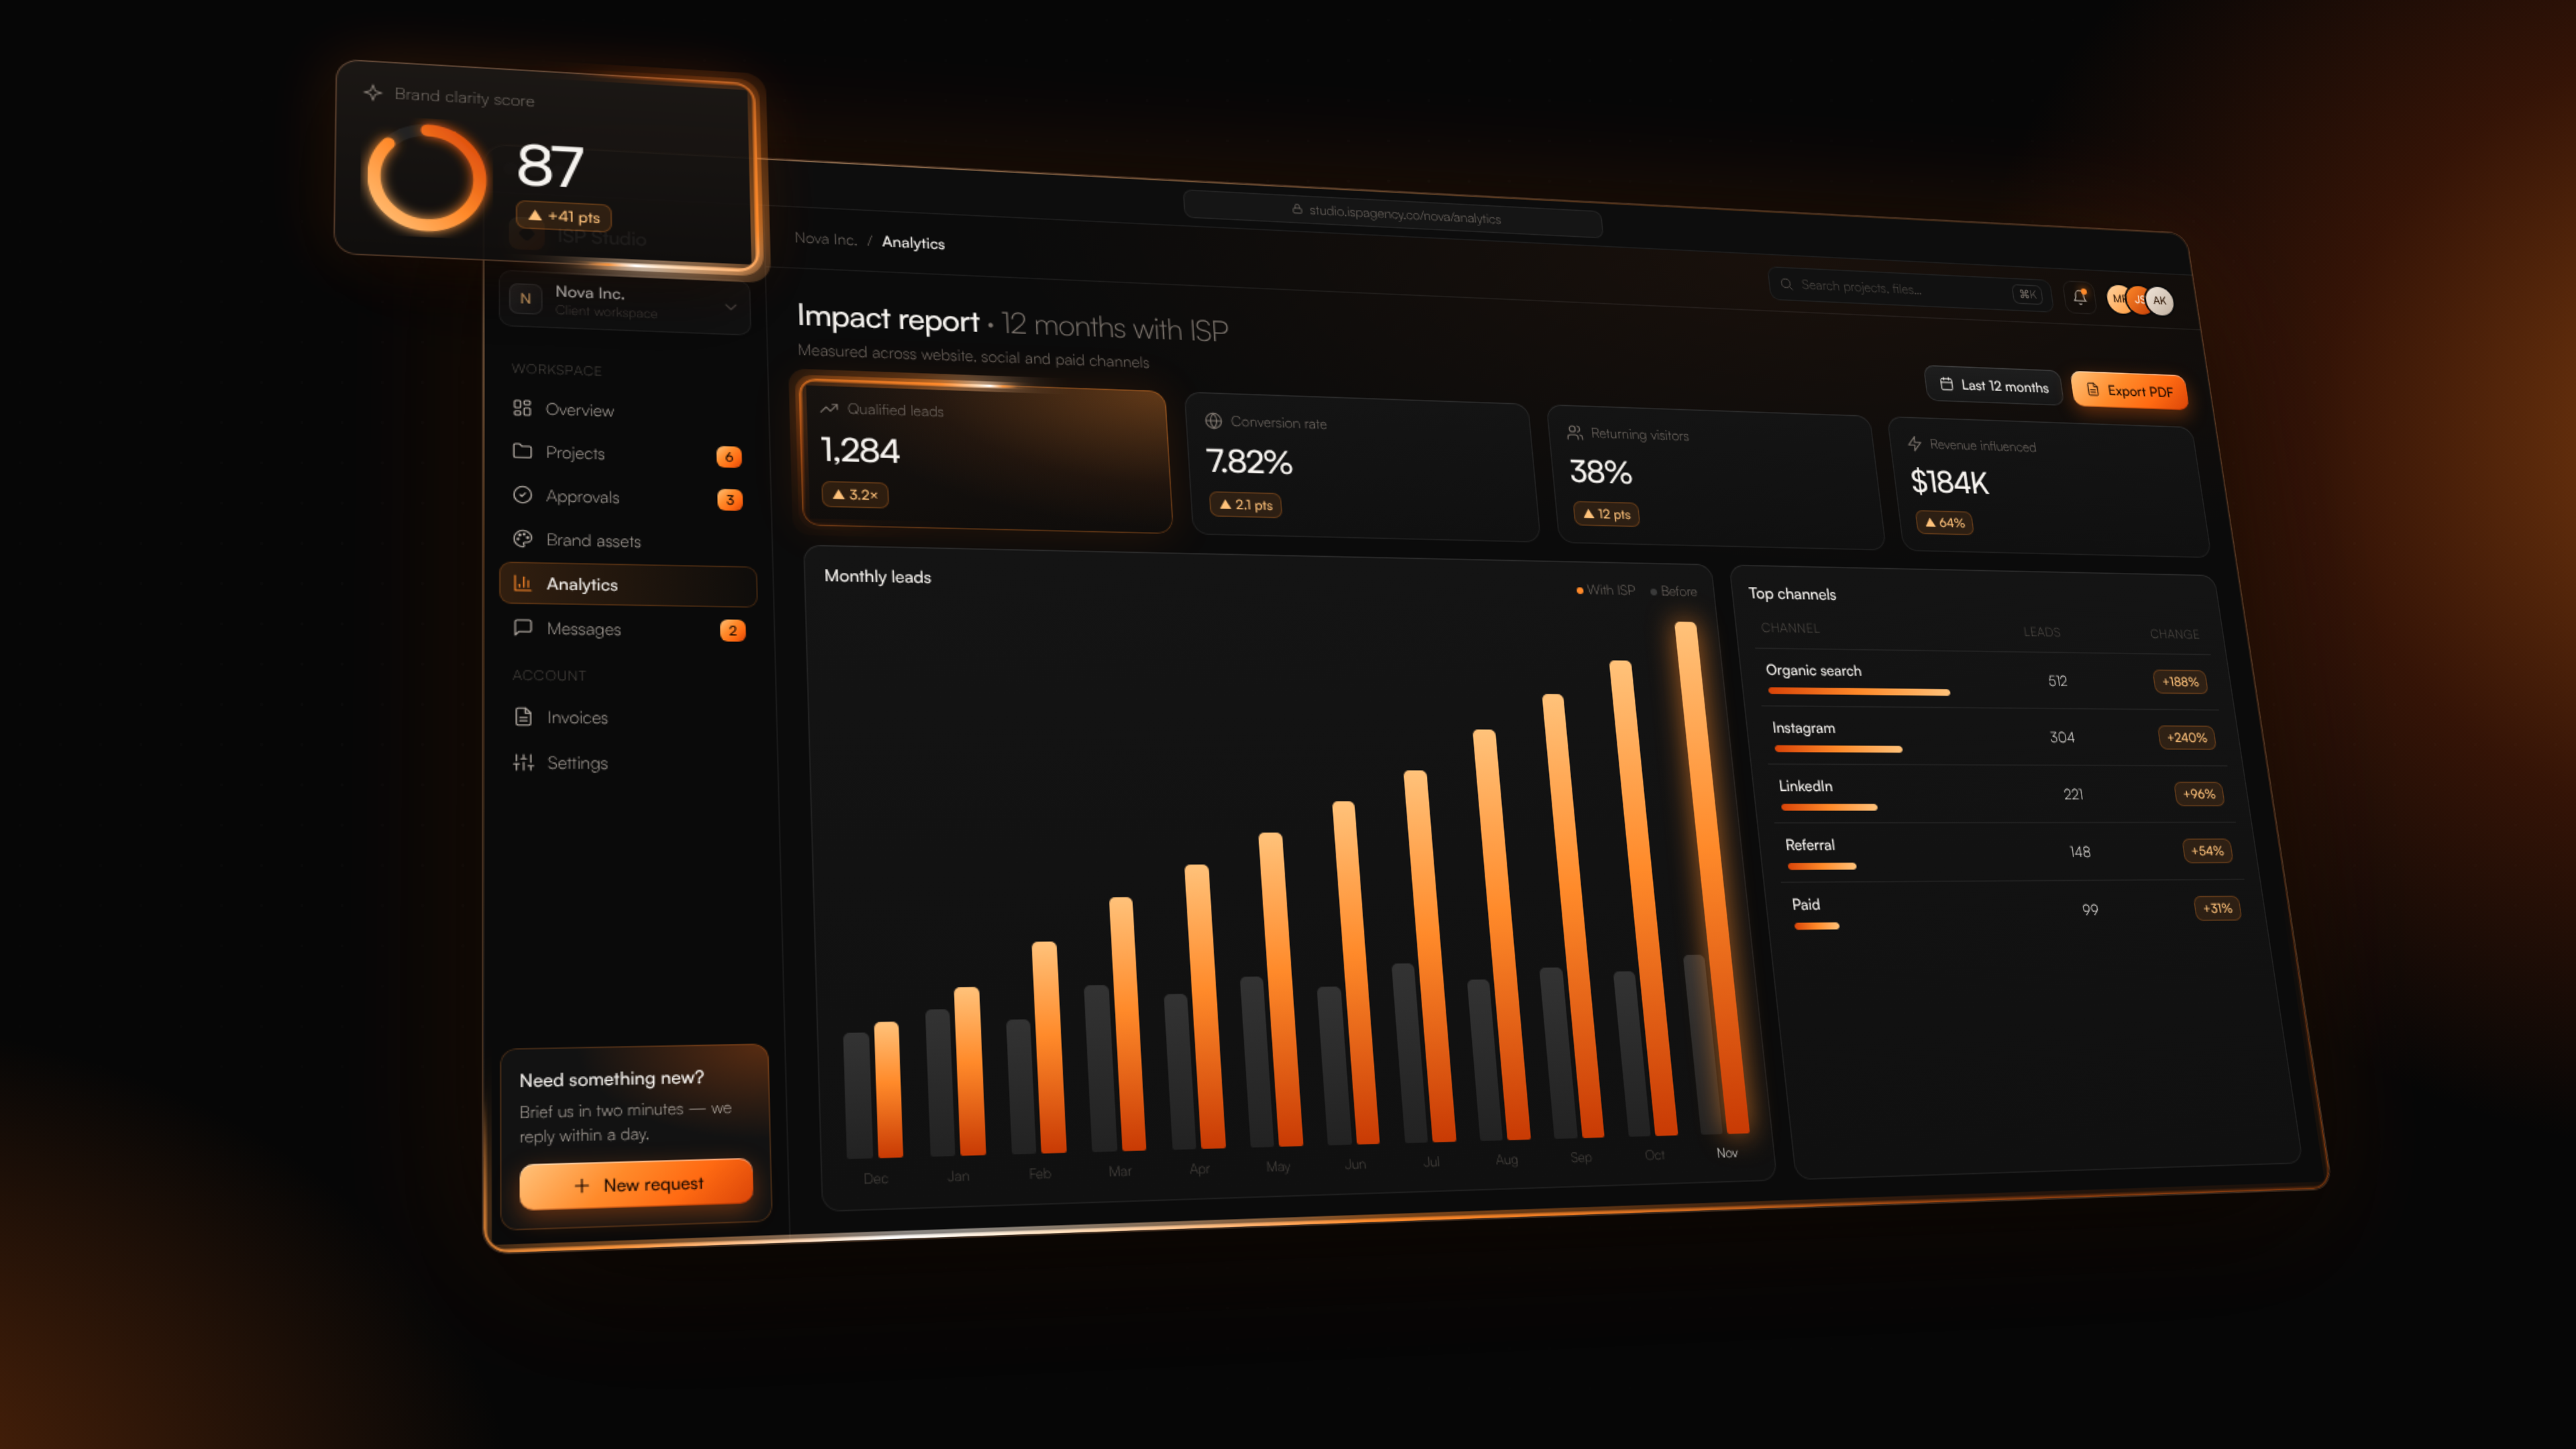 Brand clarity score
87
▲ +41 pts
ISP Studio
studio.ispagency.co/nova/analytics
Nova Inc. / Analytics
Search projects, files...
⌘K
JS
AK
N
Nova Inc.
Client workspace
WORKSPACE
Overview
Projects 6
Approvals 3
Brand assets
Analytics
Messages 2
ACCOUNT
Invoices
Settings
Need something new?
Brief us in two minutes — we
reply within a day.
+ New request
Impact report · 12 months with ISP
Measured across website, social and paid channels
Last 12 months
Export PDF
Qualified leads
1,284
▲ 3.2×
Conversion rate
7.82%
▲ 2.1 pts
Returning visitors
38%
▲ 12 pts
Revenue influenced
$184K
▲ 64%
Monthly leads
With ISP Before
Dec Jan Feb Mar Apr May Jun Jul Aug Sep Oct Nov
Top channels
CHANNEL LEADS CHANGE
Organic search 512 +188%
Instagram 304 +240%
LinkedIn 221 +96%
Referral 148 +54%
Paid 99 +31%